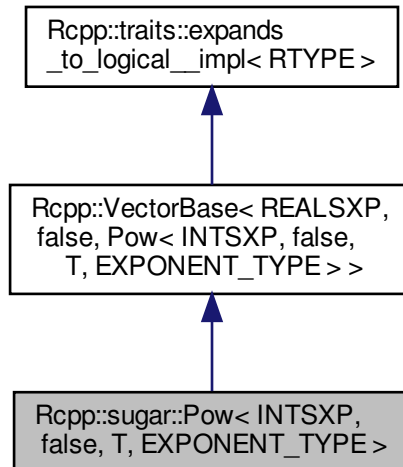 Rcpp::traits::expands
_to_logical__impl< RTYPE >
Rcpp::VectorBase< REALSXP,
false, Pow< INTSXP, false,
T, EXPONENT_TYPE > >
Rcpp::sugar::Pow< INTSXP,
false, T, EXPONENT_TYPE >